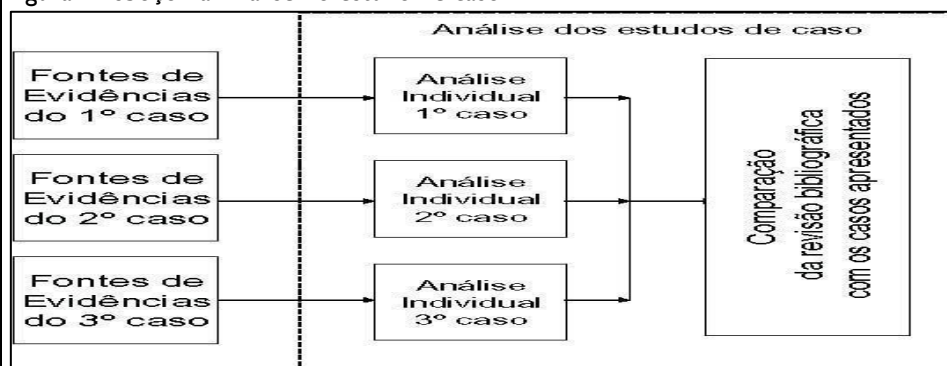 Análise dos estudos de caso
Fontes de
Evidências
do 1º caso
Análise
Individual
1º caso
Fontes de
Evidências
do 2º caso
Análise
Individual
2º caso
Fontes de
Evidências
do 3º caso
Análise
Individual
3º caso
Comparação
da revisão bibliográfica
com os casos apresentados